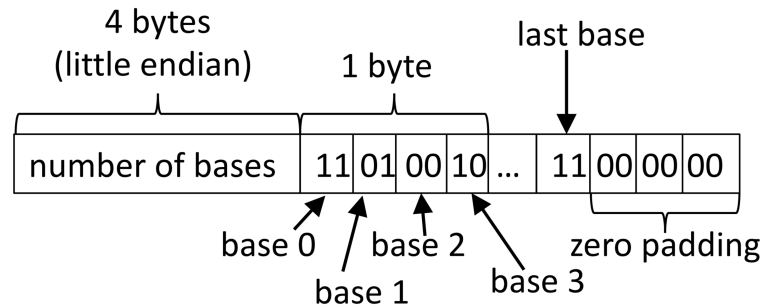 4 bytes
(little endian)
1 byte
last base
number of bases 11 01 00 10 ... 11 00 00 00
base 0
base 1
base 2
base 3
zero padding